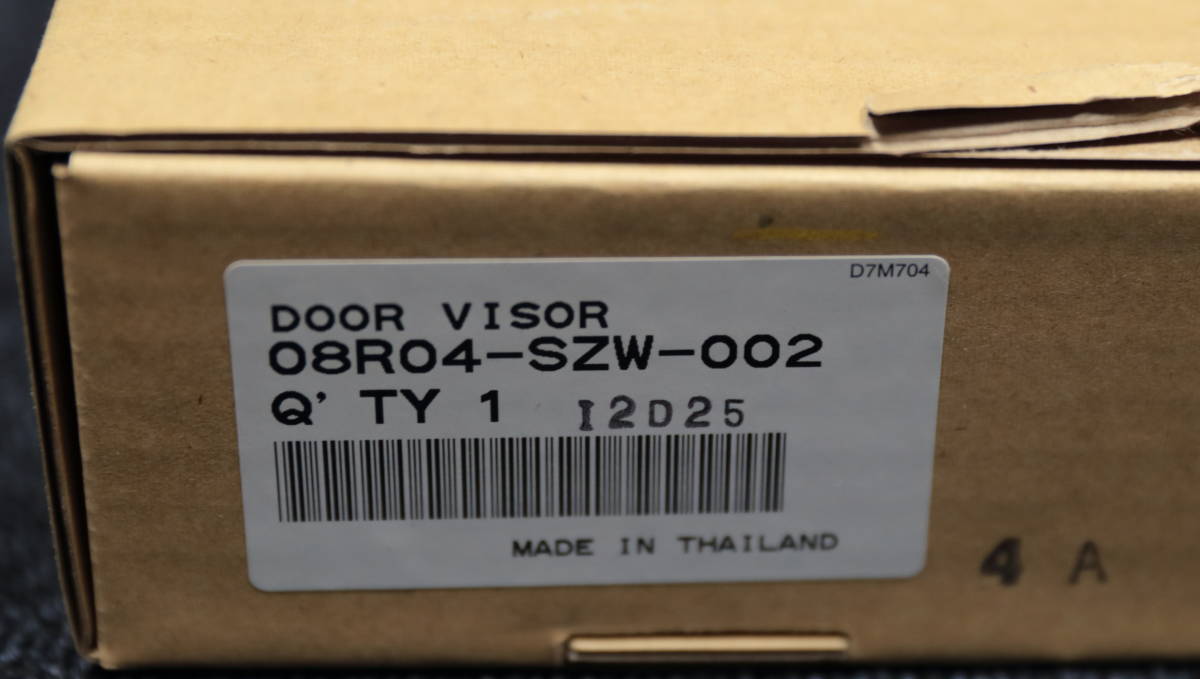 D7M704
DOOR VISOR
08R04-SZW-002
Q' TY 1 I2D25
MADE IN THAILAND
4 A